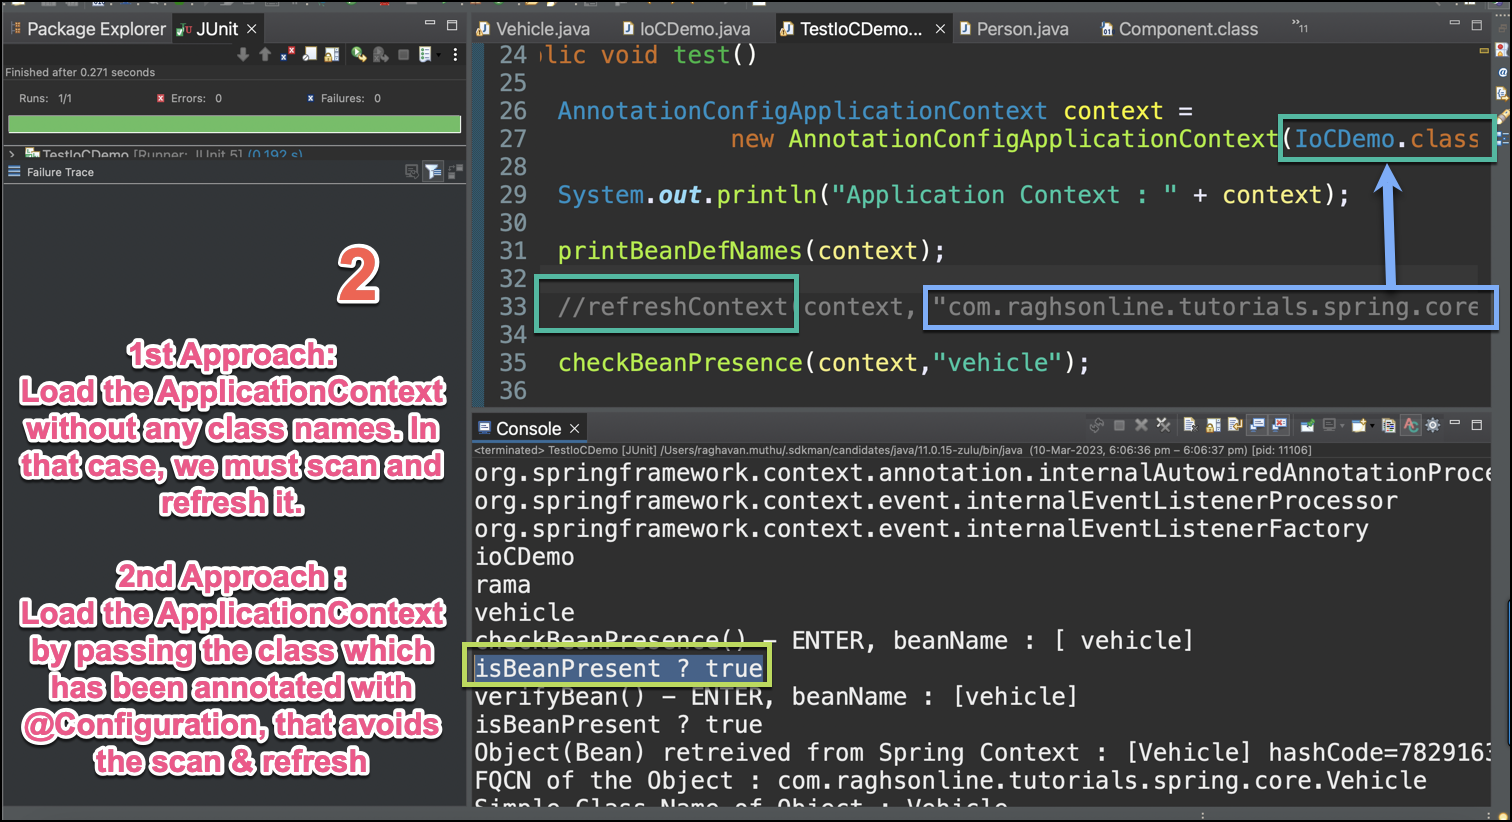 Package Explorer JUnit
Finished after 0.271 seconds
Runs: 1/1 Errors: 0 Failures: 0
TestIoCDemo [Runner: JUnit 5] (0.192 s)
Failure Trace
2
1st Approach:
Load the ApplicationContext
without any class names. In
that case, we must scan and
refresh it.
2nd Approach :
Load the ApplicationContext
by passing the class which
has been annotated with
@Configuration, that avoids
the scan & refresh
Vehicle.java IoCDemo.java TestIoCDemo... Person.java Component.class »11
24 lic void test()
25
26 AnnotationConfigApplicationContext context =
27 new AnnotationConfigApplicationContext(IoCDemo.class
28
29 System.out.println("Application Context : " + context);
30
31 printBeanDefNames(context);
32
33 //refreshContext(context, "com.raghsonline.tutorials.spring.core
34
35 checkBeanPresence(context,"vehicle");
36
Console
<terminated> TestIoCDemo [JUnit] /Users/raghavan.muthu/.sdkman/candidates/java/11.0.15-zulu/bin/java (10-Mar-2023, 6:06:36 pm – 6:06:37 pm) [pid: 11106]
org.springframework.context.annotation.internalAutowiredAnnotationProce
org.springframework.context.event.internalEventListenerProcessor
org.springframework.context.event.internalEventListenerFactory
ioCDemo
rama
vehicle
checkBeanPresence() – ENTER, beanName : [ vehicle]
isBeanPresent ? true
verifyBean() – ENTER, beanName : [vehicle]
isBeanPresent ? true
Object(Bean) retreived from Spring Context : [Vehicle] hashCode=7829163
FQCN of the Object : com.raghsonline.tutorials.spring.core.Vehicle
Simple Class Name of Object : Vehicle